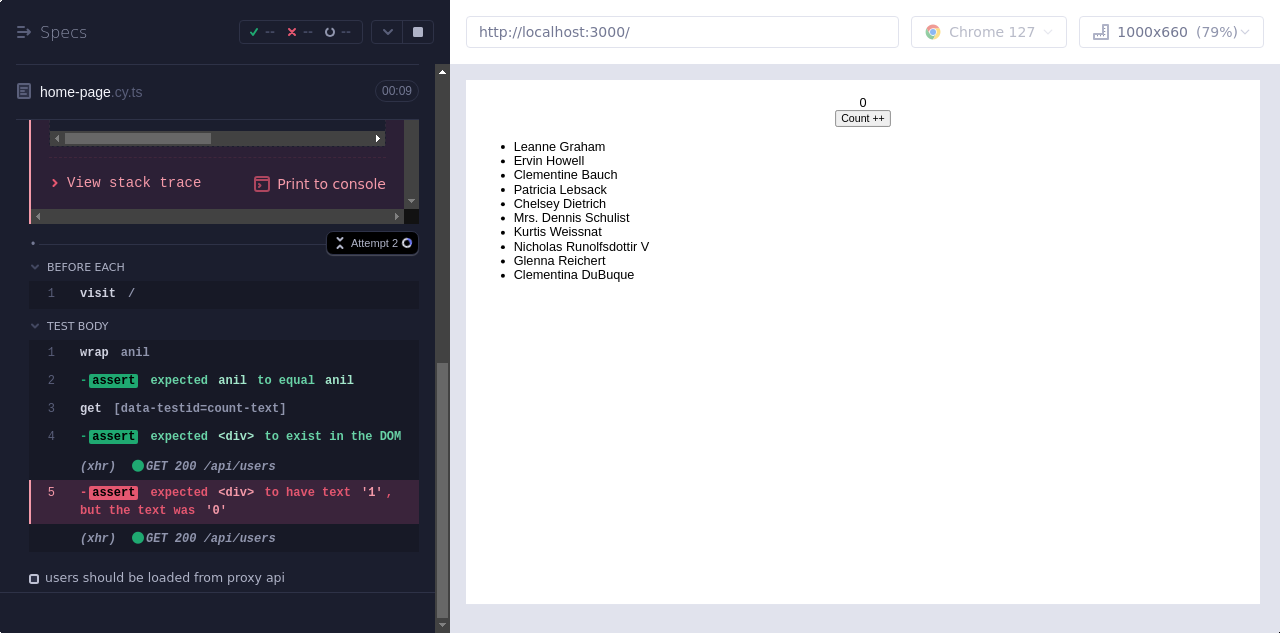 Specs
--
--
--
home-page.cy.ts
00:09
View stack trace
Print to console
Attempt 2
BEFORE EACH
1 visit /
TEST BODY
1 wrap anil
2 -assert expected anil to equal anil
3 get [data-testid=count-text]
4 -assert expected <div> to exist in the DOM
(xhr) GET 200 /api/users
5 -assert expected <div> to have text '1',
but the text was '0'
(xhr) GET 200 /api/users
users should be loaded from proxy api
http://localhost:3000/
Chrome 127
1000x660 (79%)
0
Count ++
Leanne Graham
Ervin Howell
Clementine Bauch
Patricia Lebsack
Chelsey Dietrich
Mrs. Dennis Schulist
Kurtis Weissnat
Nicholas Runolfsdottir V
Glenna Reichert
Clementina DuBuque